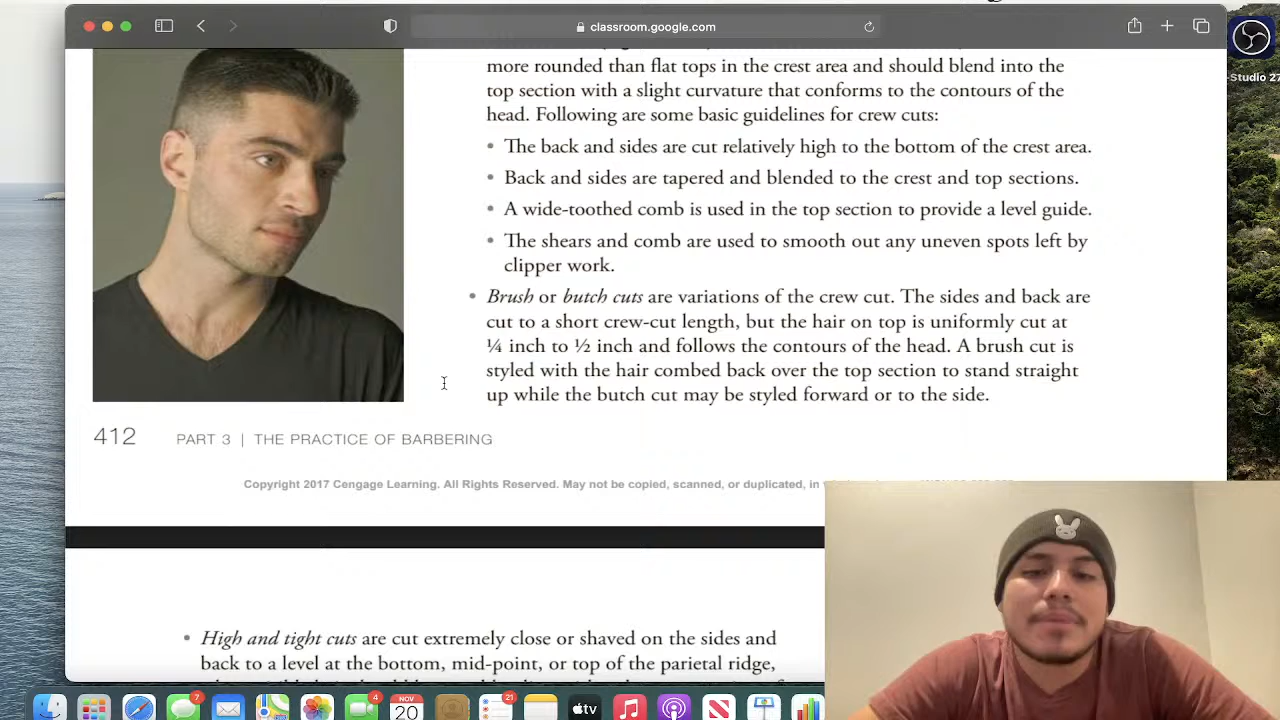 classroom.google.com
Studio 27
more rounded than flat tops in the crest area and should blend into the
top section with a slight curvature that conforms to the contours of the
head. Following are some basic guidelines for crew cuts:
• The back and sides are cut relatively high to the bottom of the crest area.
• Back and sides are tapered and blended to the crest and top sections.
• A wide-toothed comb is used in the top section to provide a level guide.
• The shears and comb are used to smooth out any uneven spots left by
clipper work.
• Brush or butch cuts are variations of the crew cut. The sides and back are
cut to a short crew-cut length, but the hair on top is uniformly cut at
¼ inch to ½ inch and follows the contours of the head. A brush cut is
styled with the hair combed back over the top section to stand straight
up while the butch cut may be styled forward or to the side.
412 PART 3 | THE PRACTICE OF BARBERING
Copyright 2017 Cengage Learning. All Rights Reserved. May not be copied, scanned, or duplicated, in
• High and tight cuts are cut extremely close or shaved on the sides and
back to a level at the bottom, mid-point, or top of the parietal ridge,
7
4
NOV
20
21
tv